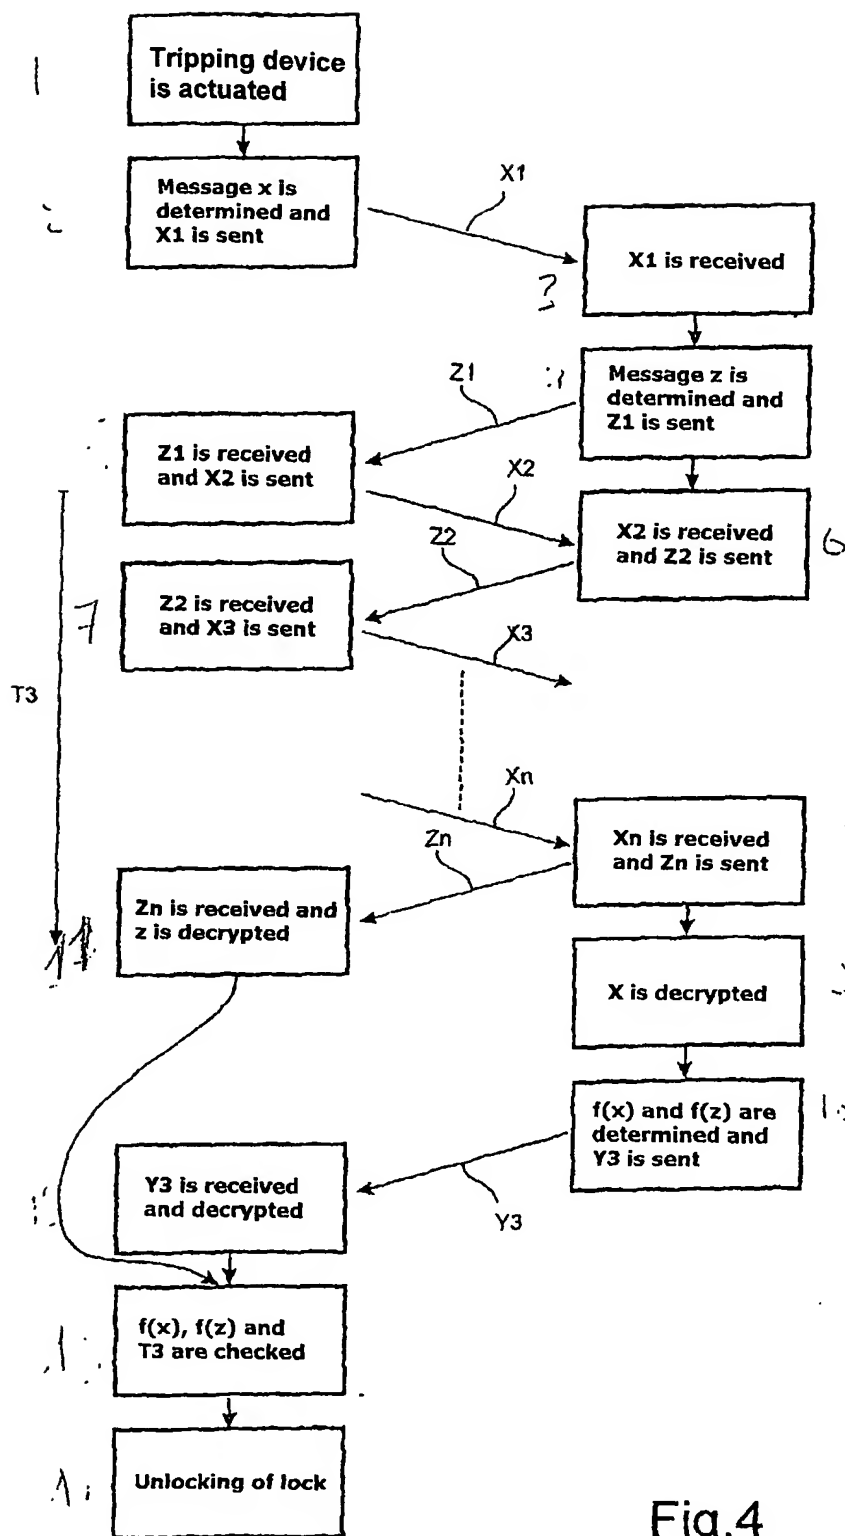 1
Tripping device
is actuated
Message x is
determined and
X1 is sent
X1
X1 is received
?
Z1
Message z is
determined and
Z1 is sent
Z1 is received
and X2 is sent
X2
X2 is received
and Z2 is sent
6
Z2
7
Z2 is received
and X3 is sent
X3
T3
Xn
Xn is received
and Zn is sent
Zn
Zn is received and
z is decrypted
11
X is decrypted
f(x) and f(z) are
determined and
Y3 is sent
Y3 is received
and decrypted
Y3
f(x), f(z) and
T3 are checked
Unlocking of lock
Fig.4